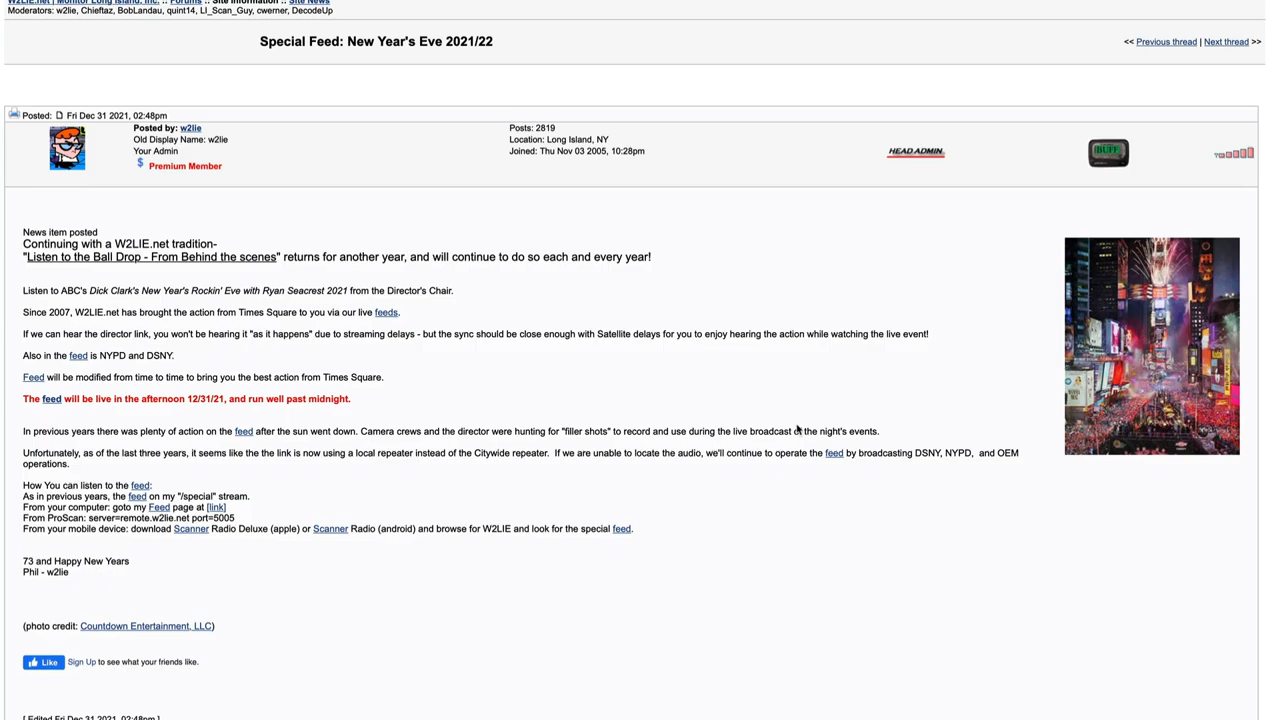 W2LIE.net | Monitor Long Island, Inc. :: Forums :: Site Information :: Site News
Moderators: w2lie, Chieftaz, BobLandau, quint14, LI_Scan_Guy, cwerner, DecodeUp
Special Feed: New Year's Eve 2021/22
<< Previous thread | Next thread >>
Posted: Fri Dec 31 2021, 02:48pm
Posted by: w2lie
Old Display Name: w2lie
Your Admin
$ Premium Member
Posts: 2819
Location: Long Island, NY
Joined: Thu Nov 03 2005, 10:28pm
HEAD ADMIN
BUFF
News item posted
Continuing with a W2LIE.net tradition-
"Listen to the Ball Drop - From Behind the scenes" returns for another year, and will continue to do so each and every year!
Listen to ABC's Dick Clark's New Year's Rockin' Eve with Ryan Seacrest 2021 from the Director's Chair.
Since 2007, W2LIE.net has brought the action from Times Square to you via our live feeds.
If we can hear the director link, you won't be hearing it "as it happens" due to streaming delays - but the sync should be close enough with Satellite delays for you to enjoy hearing the action while watching the live event!
Also in the feed is NYPD and DSNY.
Feed will be modified from time to time to bring you the best action from Times Square.
The feed will be live in the afternoon 12/31/21, and run well past midnight.
In previous years there was plenty of action on the feed after the sun went down. Camera crews and the director were hunting for "filler shots" to record and use during the live broadcast of the night's events.
Unfortunately, as of the last three years, it seems like the the link is now using a local repeater instead of the Citywide repeater. If we are unable to locate the audio, we'll continue to operate the feed by broadcasting DSNY, NYPD, and OEM
operations.
How You can listen to the feed:
As in previous years, the feed on my "/special" stream.
From your computer: goto my Feed page at [link]
From ProScan: server=remote.w2lie.net port=5005
From your mobile device: download Scanner Radio Deluxe (apple) or Scanner Radio (android) and browse for W2LIE and look for the special feed.
73 and Happy New Years
Phil - w2lie
(photo credit: Countdown Entertainment, LLC)
Like Sign Up to see what your friends like.
[ Edited Fri Dec 31 2021, 02:48pm ]